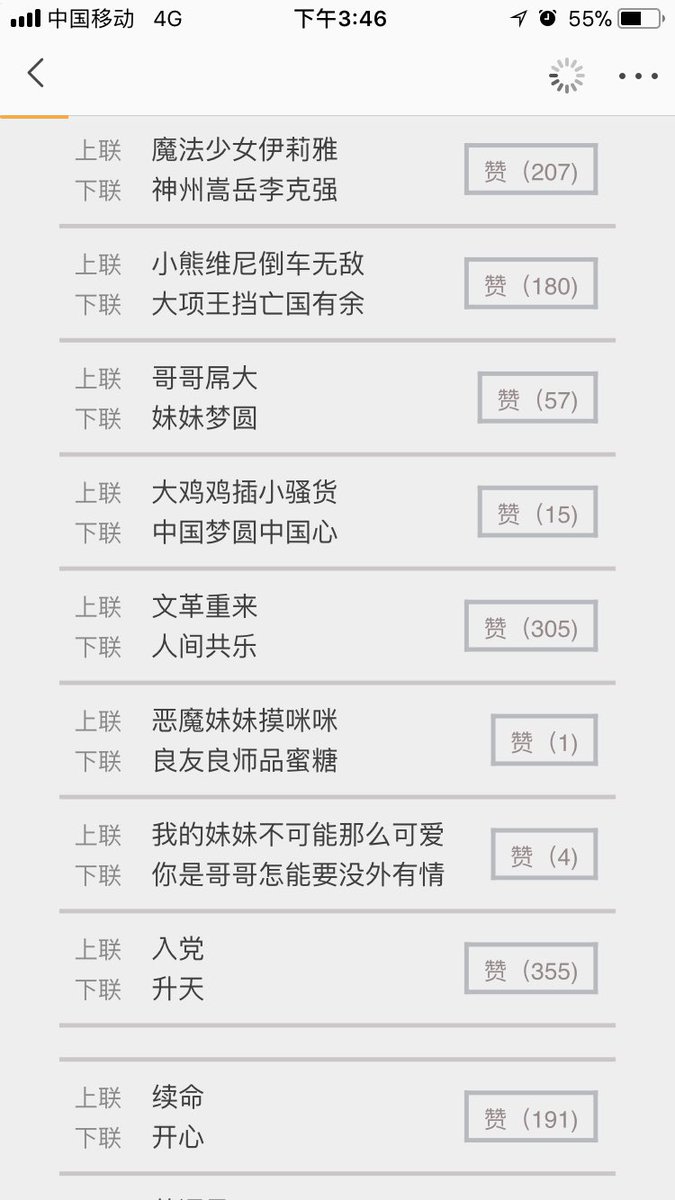 中国移动 4G 下午3:46 55%
上联 魔法少女伊莉雅
下联 神州嵩岳李克强
赞（207）
上联 小熊维尼倒车无敌
下联 大项王挡亡国有余
赞（180）
上联 哥哥屌大
下联 妹妹梦圆
赞（57）
上联 大鸡鸡插小骚货
下联 中国梦圆中国心
赞（15）
上联 文革重来
下联 人间共乐
赞（305）
上联 恶魔妹妹摸咪咪
下联 良友良师品蜜糖
赞（1）
上联 我的妹妹不可能那么可爱
下联 你是哥哥怎能要没外有情
赞（4）
上联 入党
下联 升天
赞（355）
上联 续命
下联 开心
赞（191）